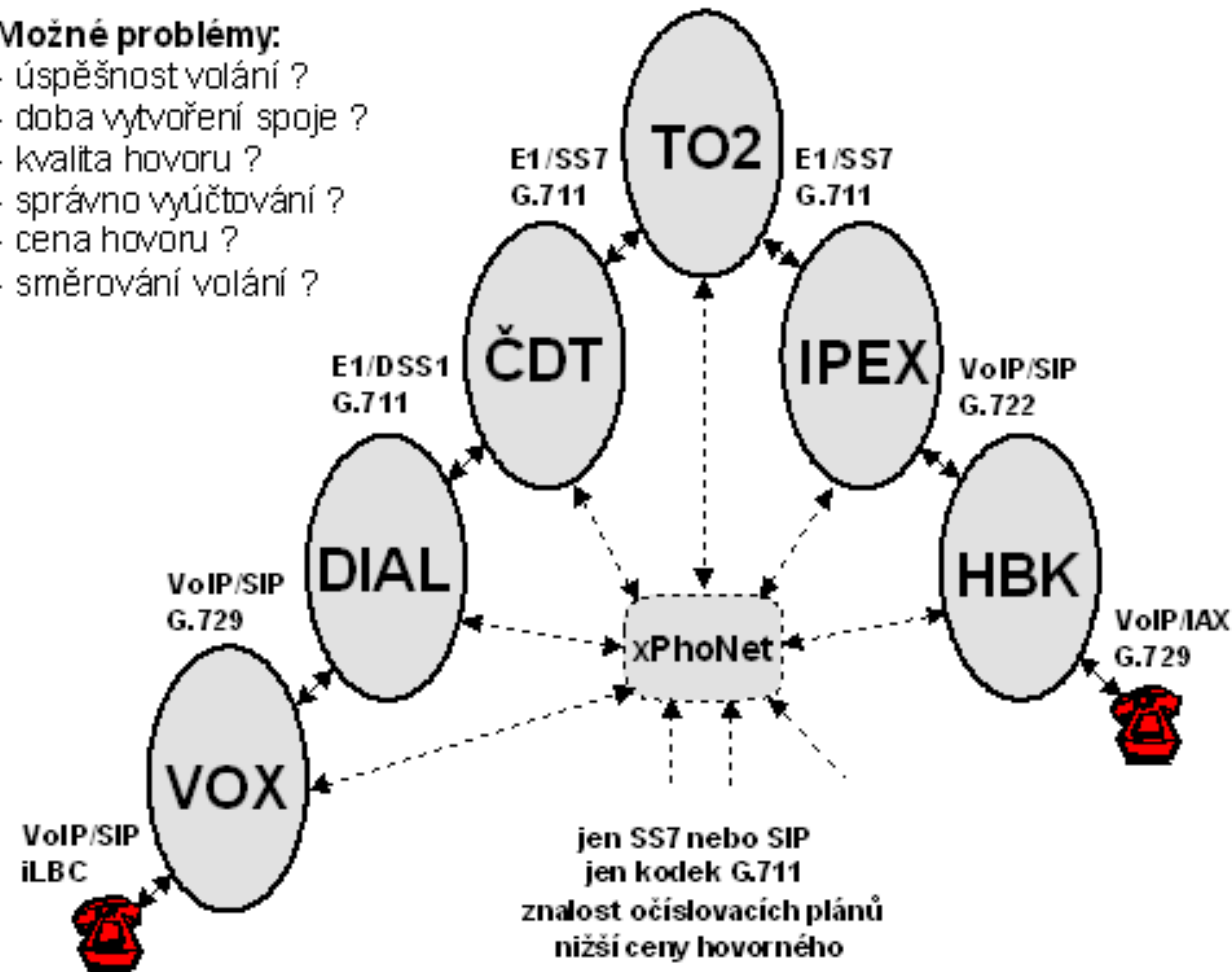 Možné problémy:
- úspěšnost volání ?
- doba vytvoření spoje ?
- kvalita hovoru ?
- správno vyúčtování ?
- cena hovoru ?
- směrování volání ?
TO2
E1/SS7
G.711
E1/SS7
G.711
ČDT
IPEX
E1/DSS1
G.711
VoIP/SIP
G.722
DIAL
HBK
VoIP/SIP
G.729
xPhoNet
VoIP/IAX
G.729
VOX
VoIP/SIP
iLBC
jen SS7 nebo SIP
jen kodek G.711
znalost očíslovacích plánů
nižší ceny hovorného